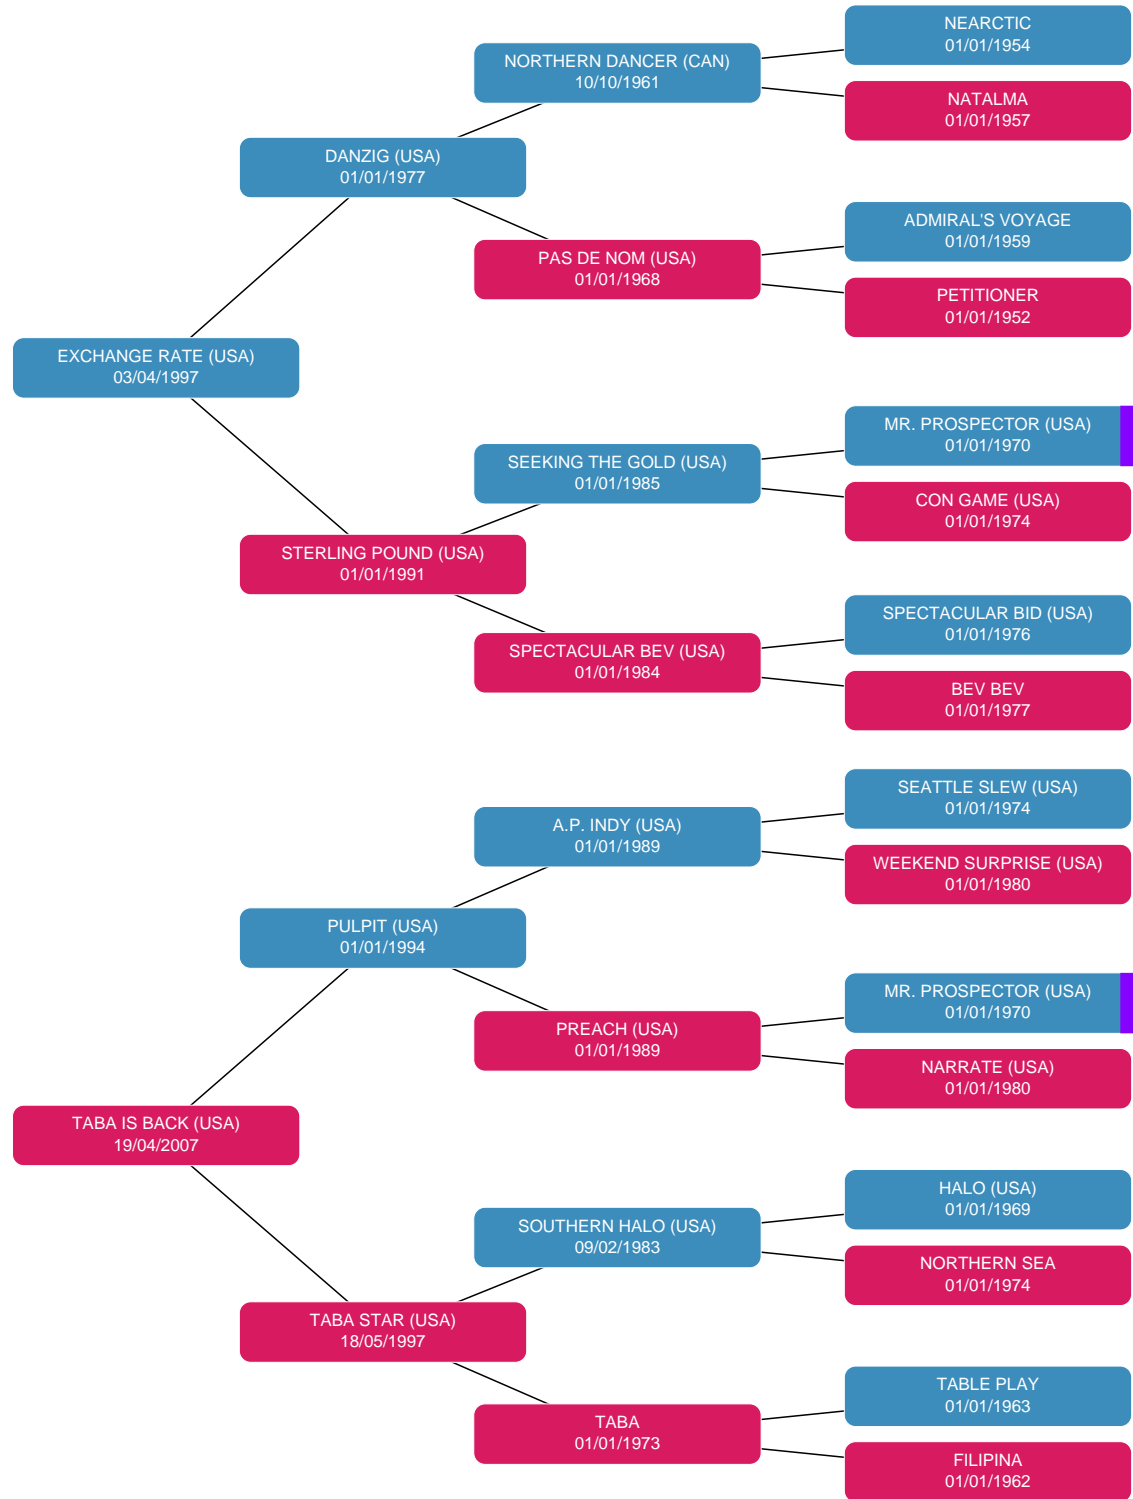 NEARCTIC
01/01/1954
NORTHERN DANCER (CAN)
10/10/1961
NATALMA
01/01/1957
DANZIG (USA)
01/01/1977
ADMIRAL'S VOYAGE
01/01/1959
PAS DE NOM (USA)
01/01/1968
PETITIONER
01/01/1952
EXCHANGE RATE (USA)
03/04/1997
MR. PROSPECTOR (USA)
01/01/1970
SEEKING THE GOLD (USA)
01/01/1985
CON GAME (USA)
01/01/1974
STERLING POUND (USA)
01/01/1991
SPECTACULAR BID (USA)
01/01/1976
SPECTACULAR BEV (USA)
01/01/1984
BEV BEV
01/01/1977
SEATTLE SLEW (USA)
01/01/1974
A.P. INDY (USA)
01/01/1989
WEEKEND SURPRISE (USA)
01/01/1980
PULPIT (USA)
01/01/1994
MR. PROSPECTOR (USA)
01/01/1970
PREACH (USA)
01/01/1989
NARRATE (USA)
01/01/1980
TABA IS BACK (USA)
19/04/2007
HALO (USA)
01/01/1969
SOUTHERN HALO (USA)
09/02/1983
NORTHERN SEA
01/01/1974
TABA STAR (USA)
18/05/1997
TABLE PLAY
01/01/1963
TABA
01/01/1973
FILIPINA
01/01/1962